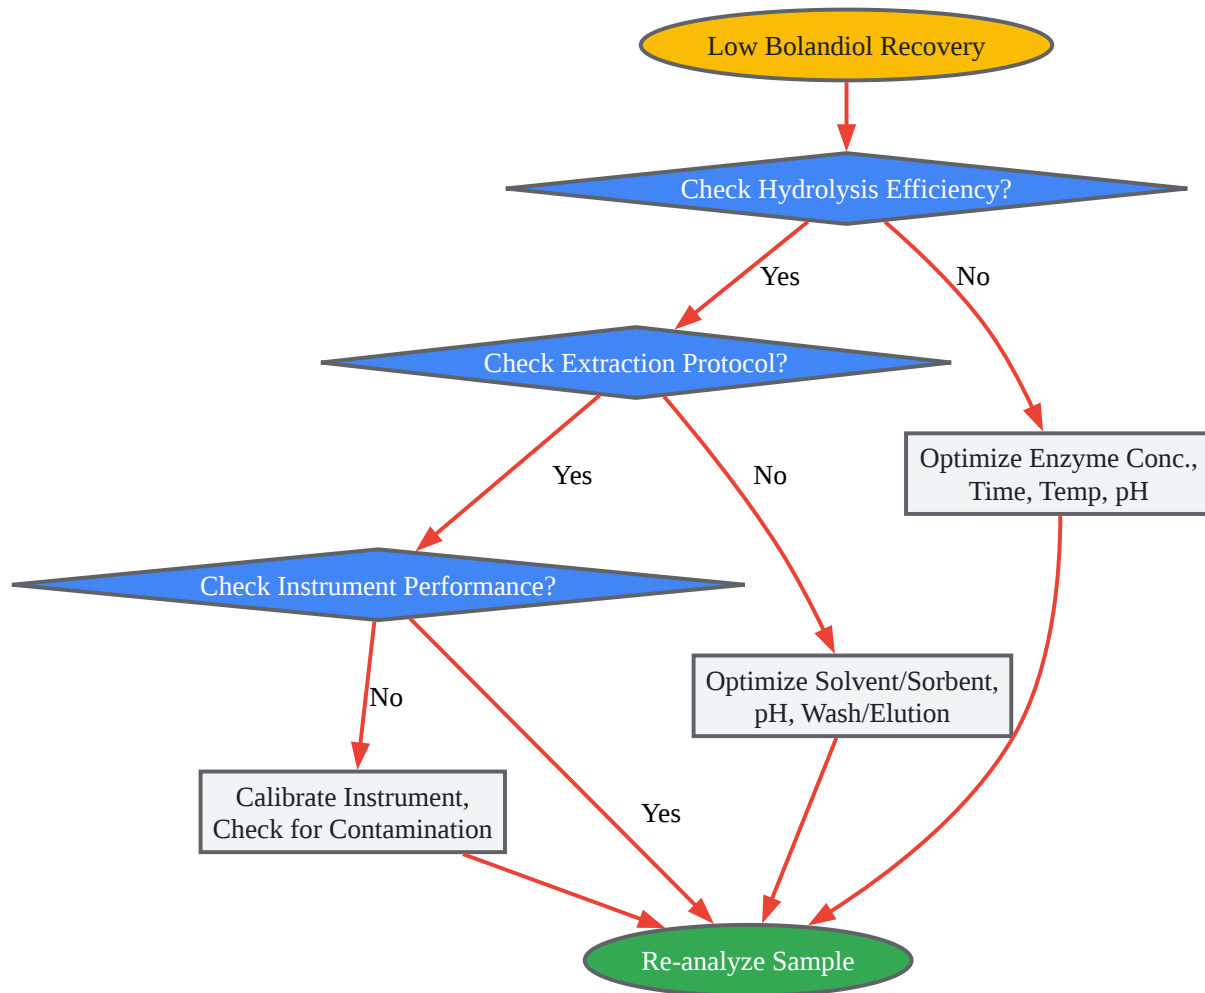 Low Bolandiol Recovery
Check Hydrolysis Efficiency?
Yes
No
Check Extraction Protocol?
Optimize Enzyme Conc.,
Time, Temp, pH
Yes
No
Check Instrument Performance?
Optimize Solvent/Sorbent,
pH, Wash/Elution
No
Calibrate Instrument,
Check for Contamination
Yes
Re-analyze Sample